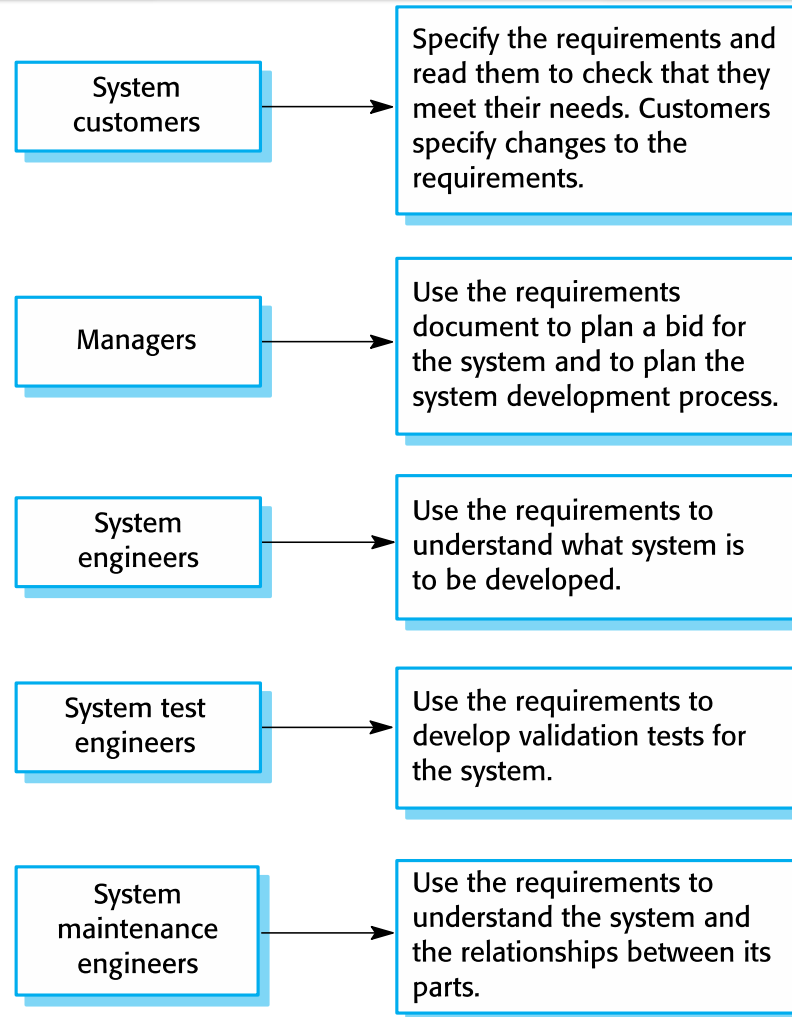 System
customers
Specify the requirements and
read them to check that they
meet their needs. Customers
specify changes to the
requirements.
Managers
Use the requirements
document to plan a bid for
the system and to plan the
system development process.
System
engineers
Use the requirements to
understand what system is
to be developed.
System test
engineers
Use the requirements to
develop validation tests for
the system.
System
maintenance
engineers
Use the requirements to
understand the system and
the relationships between its
parts.